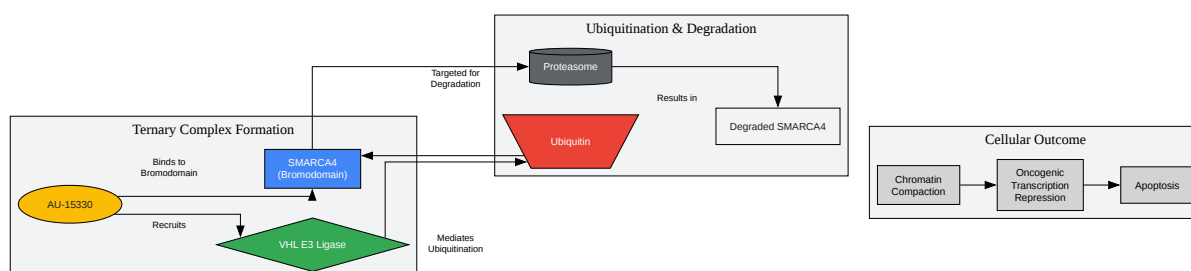 Ubiquitination & Degradation
Proteasome
Targeted for
Degradation
Results in
Degraded SMARCA4
Ubiquitin
Ternary Complex Formation
Binds to
Bromodomain
SMARCA4
(Bromodomain)
AU-15330
Recruits
VHL E3 Ligase
Mediates
Ubiquitination
Cellular Outcome
Chromatin
Compaction
Oncogenic
Transcription
Repression
Apoptosis